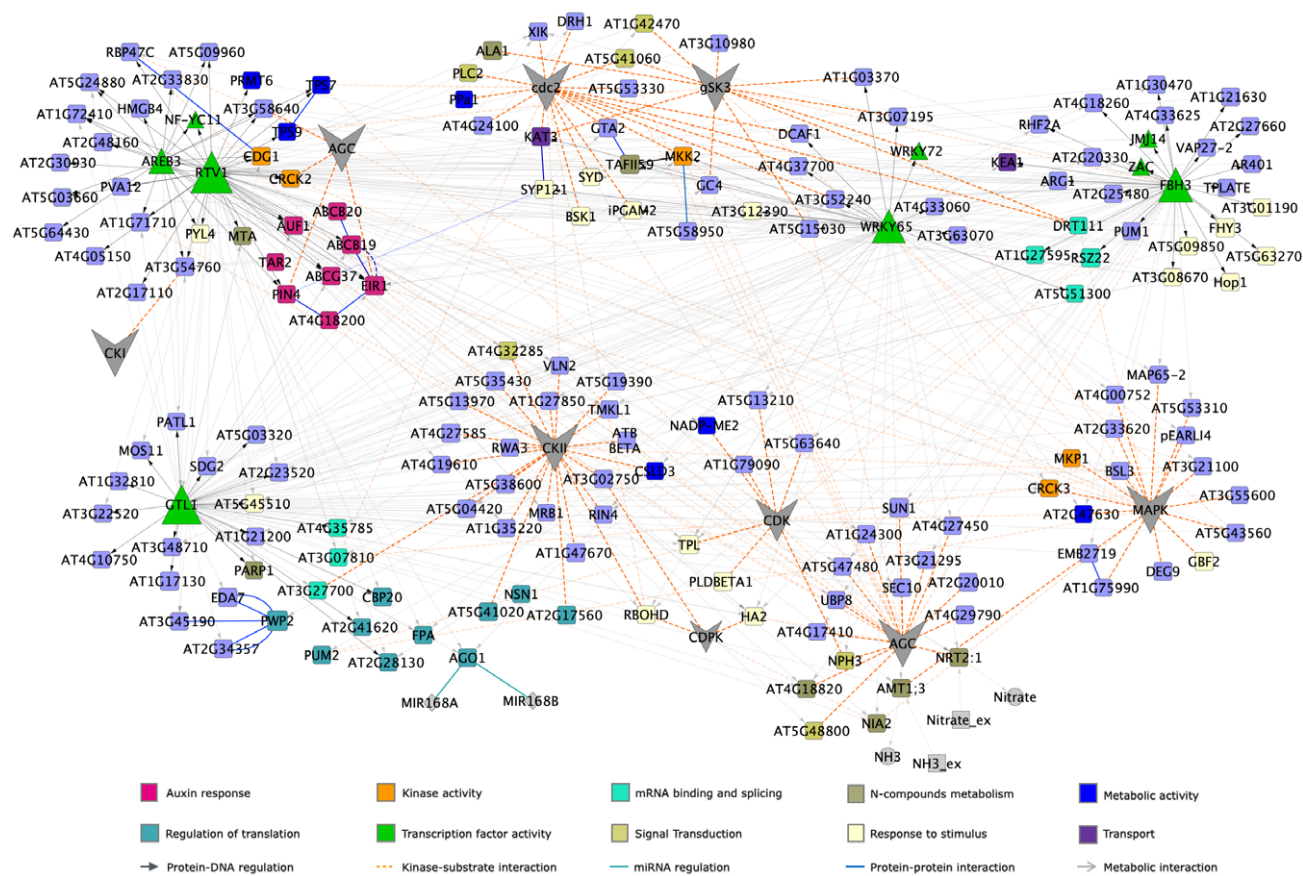 DRH1
AT1G42470
XIK
AT3G10980
RBP47C
AT5G09960
ALA1
AT5G41060
AT5G24880
AT2G33830
PRMT6
TPS7
PLC2
cdc2
gSK3
AT1G03370
AT1G30470
AT5G53330
AT1G72410
HMGB4
AT3G58640
PPa1
AT4G18260
AT1G21630
NF-YC11
AT3G07195
AT4G33625
AT2G48160
TPS9
AT4G24100
KAT3
GTA2
DCAF1
RHF2A
JMJ14
AT2G27660
AGC
VAP27-2
AT2G30930
AREB3
RTV1
CDG1
TAFII59
MKK2
WRKY72
KEA1
AT2G20330
ZAC
AR401
CRCK2
SYD
AT4G37700
ARG1
FBH3
TPLATE
AT5G03660
PVA12
SYP121
GC4
AT3G52240
AT2G25480
AT3G01190
ABCB20
iPGAM2
AT3G12390
AT4G33060
AT1G71710
AUF1
BSK1
FHY3
AT5G64430
PYL4
MTA
ABCB19
AT5G58950
AT5G15030
WRKY65
AT3G63070
DRT111
PUM1
AT5G09850
AT4G05150
TAR2
AT1G27595
RSZ22
AT5G63270
AT3G54760
ABCG37
AT3G08670
Hop1
AT2G17110
PIN4
EIR1
AT5G51300
AT4G18200
CKI
AT4G32285
VLN2
MAP65-2
AT5G35430
AT5G19390
AT4G00752
AT5G13970
AT1G27850
AT5G13210
AT5G53310
PATL1
TMKL1
NADP-ME2
AT2G33620
AT5G03320
AT4G27585
ATB
BETA
AT5G63640
pEARLI4
MOS11
RWA3
CKII
MKP1
SDG2
AT2G23520
AT4G19610
CSLD3
AT1G79090
BSL3
AT3G21100
AT1G32810
AT5G38600
AT3G02750
CRCK3
AT3G55600
GTL1
AT5G45510
AT5G04420
MRB1
RIN4
CDK
SUN1
AT2G47630
MAPK
AT3G22520
AT4G35785
AT1G35220
AT4G27450
AT5G43560
AT1G21200
AT1G24300
AT3G48710
TPL
EMB2719
AT4G10750
AT3G07810
AT1G47670
AT3G21295
GBF2
AT5G47480
PARP1
DEG9
AT1G17130
PLDBETA1
SEC10
AT2G20010
AT1G75990
AT3G27700
NSN1
EDA7
CBP20
UBP8
AT5G41020
AT2G17560
RBOHD
HA2
AT4G29790
AT3G45190
PWP2
AT2G41620
FPA
CDPK
AT4G17410
AGC
AT2G34357
PUM2
AT2G28130
AGO1
NPH3
NRT2:1
AT4G18820
AMT1;3
MIR168A
MIR168B
Nitrate
AT5G48800
NIA2
Nitrate_ex
NH3
NH3_ex
Auxin response
Kinase activity
mRNA binding and splicing
N-compounds metabolism
Metabolic activity
Regulation of translation
Transcription factor activity
Signal Transduction
Response to stimulus
Transport
Protein-DNA regulation
Kinase-substrate interaction
miRNA regulation
Protein-protein interaction
Metabolic interaction